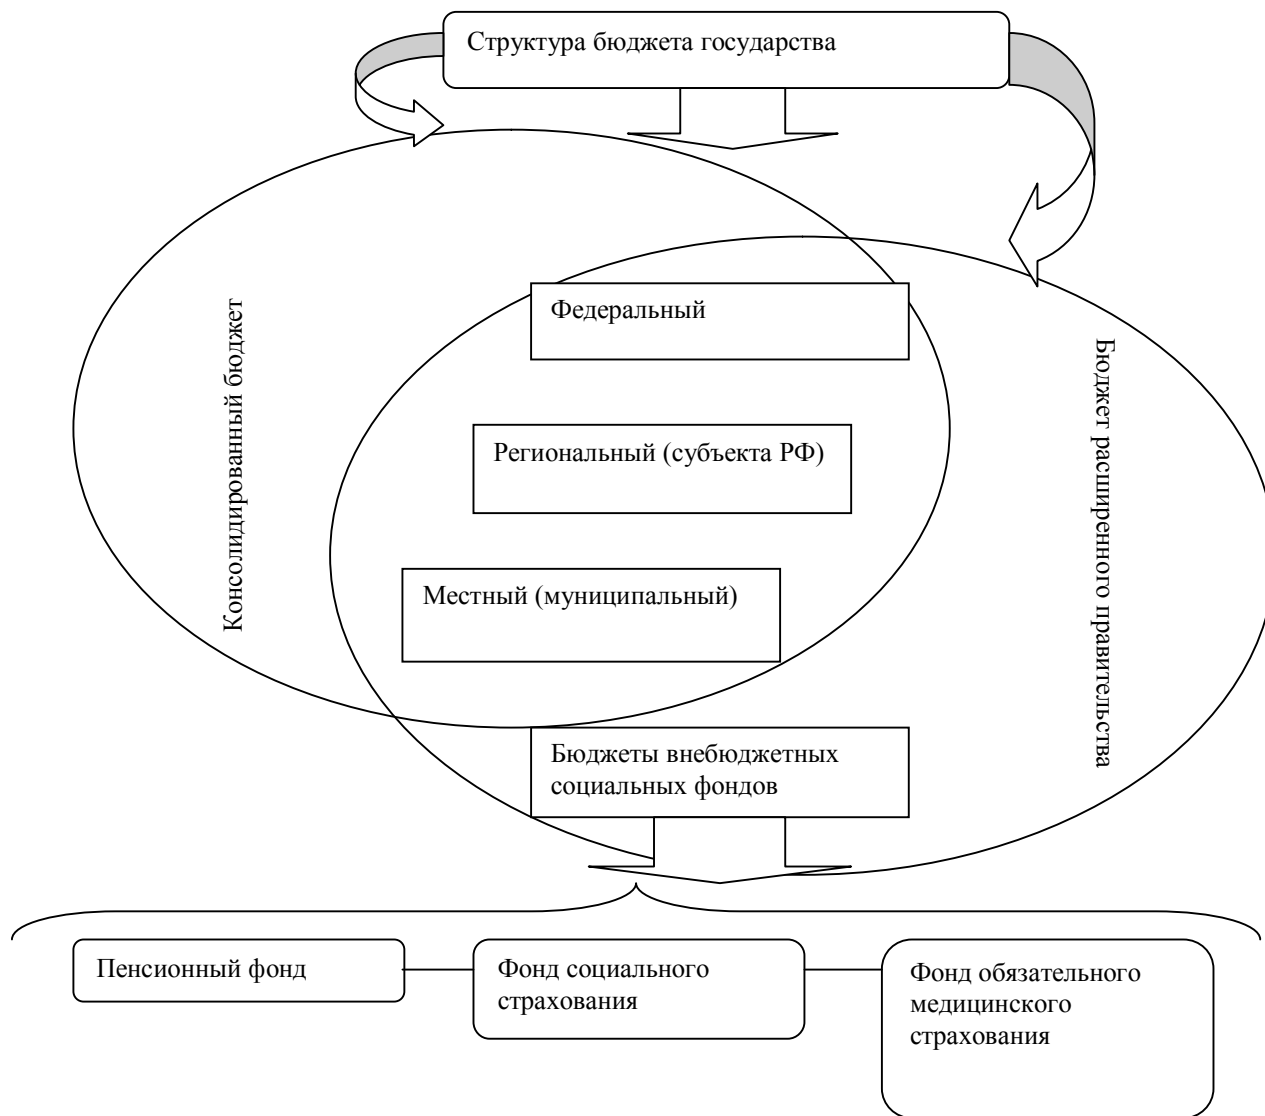 Структура бюджета государства
Консолидированный бюджет
Федеральный
Региональный (субъекта РФ)
Местный (муниципальный)
Бюджет расширенного правительства
Бюджеты внебюджетных
социальных фондов
Пенсионный фонд
Фонд социального
страхования
Фонд обязательного
медицинского
страхования